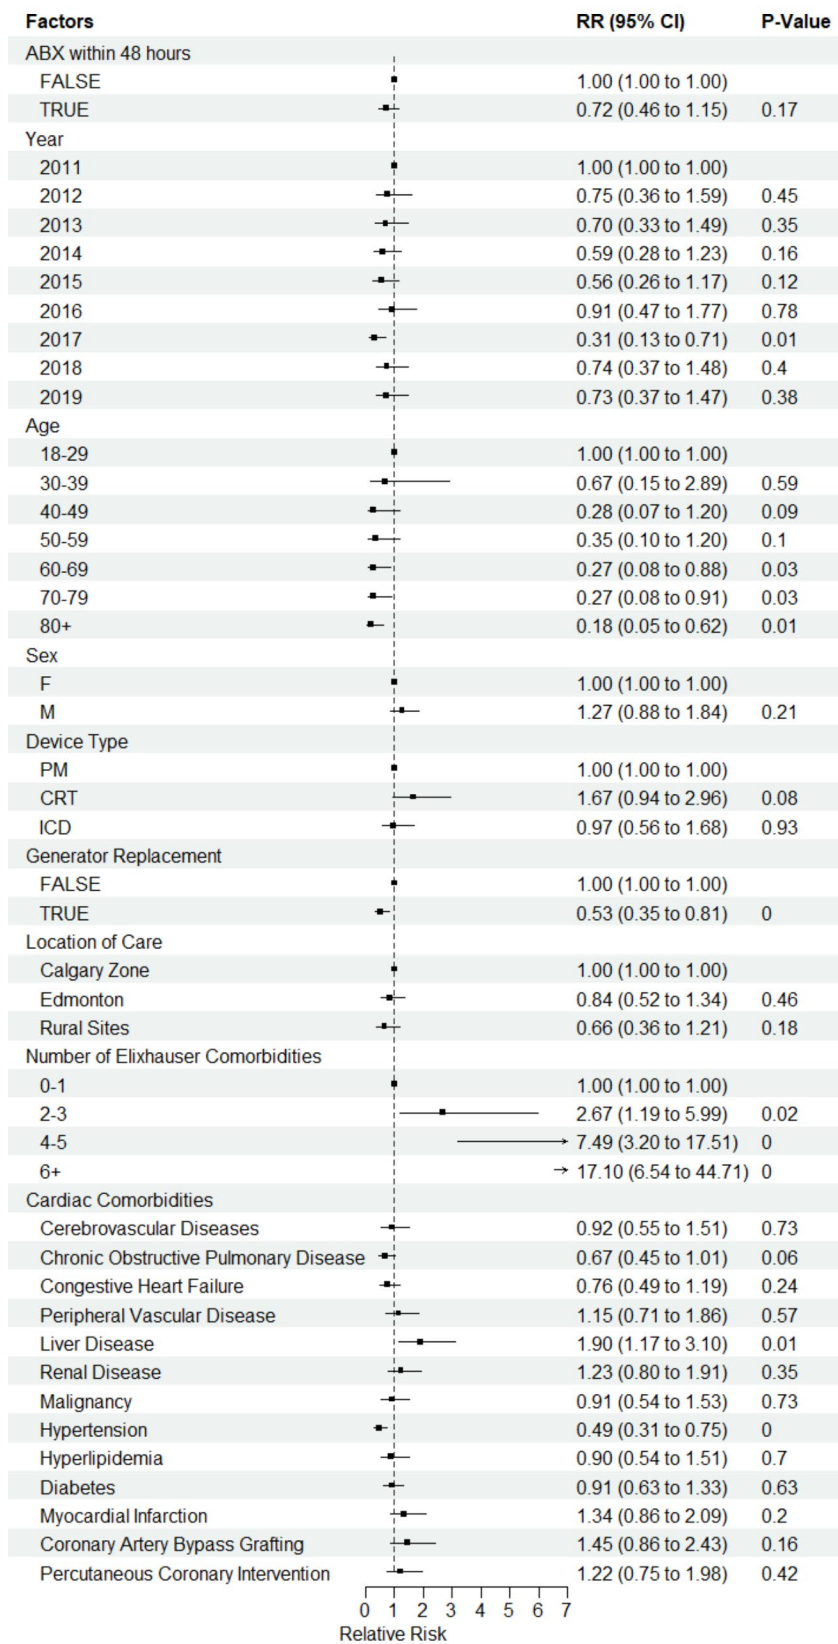 Factors RR (95% CI) P-Value
ABX within 48 hours
FALSE 1.00 (1.00 to 1.00)
TRUE 0.72 (0.46 to 1.15) 0.17
Year
2011 1.00 (1.00 to 1.00)
2012 0.75 (0.36 to 1.59) 0.45
2013 0.70 (0.33 to 1.49) 0.35
2014 0.59 (0.28 to 1.23) 0.16
2015 0.56 (0.26 to 1.17) 0.12
2016 0.91 (0.47 to 1.77) 0.78
2017 0.31 (0.13 to 0.71) 0.01
2018 0.74 (0.37 to 1.48) 0.4
2019 0.73 (0.37 to 1.47) 0.38
Age
18-29 1.00 (1.00 to 1.00)
30-39 0.67 (0.15 to 2.89) 0.59
40-49 0.28 (0.07 to 1.20) 0.09
50-59 0.35 (0.10 to 1.20) 0.1
60-69 0.27 (0.08 to 0.88) 0.03
70-79 0.27 (0.08 to 0.91) 0.03
80+ 0.18 (0.05 to 0.62) 0.01
Sex
F 1.00 (1.00 to 1.00)
M 1.27 (0.88 to 1.84) 0.21
Device Type
PM 1.00 (1.00 to 1.00)
CRT 1.67 (0.94 to 2.96) 0.08
ICD 0.97 (0.56 to 1.68) 0.93
Generator Replacement
FALSE 1.00 (1.00 to 1.00)
TRUE 0.53 (0.35 to 0.81) 0
Location of Care
Calgary Zone 1.00 (1.00 to 1.00)
Edmonton 0.84 (0.52 to 1.34) 0.46
Rural Sites 0.66 (0.36 to 1.21) 0.18
Number of Elixhauser Comorbidities
0-1 1.00 (1.00 to 1.00)
2-3 2.67 (1.19 to 5.99) 0.02
4-5 7.49 (3.20 to 17.51) 0
6+ 17.10 (6.54 to 44.71) 0
Cardiac Comorbidities
Cerebrovascular Diseases 0.92 (0.55 to 1.51) 0.73
Chronic Obstructive Pulmonary Disease 0.67 (0.45 to 1.01) 0.06
Congestive Heart Failure 0.76 (0.49 to 1.19) 0.24
Peripheral Vascular Disease 1.15 (0.71 to 1.86) 0.57
Liver Disease 1.90 (1.17 to 3.10) 0.01
Renal Disease 1.23 (0.80 to 1.91) 0.35
Malignancy 0.91 (0.54 to 1.53) 0.73
Hypertension 0.49 (0.31 to 0.75) 0
Hyperlipidemia 0.90 (0.54 to 1.51) 0.7
Diabetes 0.91 (0.63 to 1.33) 0.63
Myocardial Infarction 1.34 (0.86 to 2.09) 0.2
Coronary Artery Bypass Grafting 1.45 (0.86 to 2.43) 0.16
Percutaneous Coronary Intervention 1.22 (0.75 to 1.98) 0.42
0 1 2 3 4 5 6 7
Relative Risk